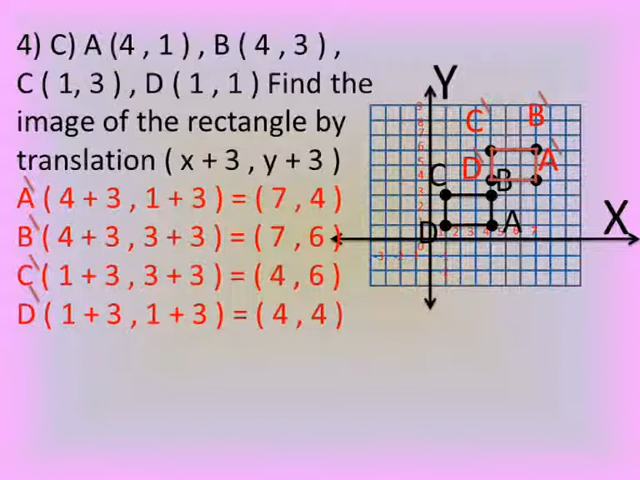 4) C) A (4 , 1 ) , B ( 4 , 3 ) ,
C ( 1, 3 ) , D ( 1 , 1 ) Find the
image of the rectangle by
translation ( x + 3 , y + 3 )
A\ ( 4 + 3 , 1 + 3 ) = ( 7 , 4 )
B\ ( 4 + 3 , 3 + 3 ) = ( 7 , 6 )
C\ ( 1 + 3 , 3 + 3 ) = ( 4 , 6 )
D\ ( 1 + 3 , 1 + 3 ) = ( 4 , 4 )
Y
C\ B\
D\ A\
C B
D A
X